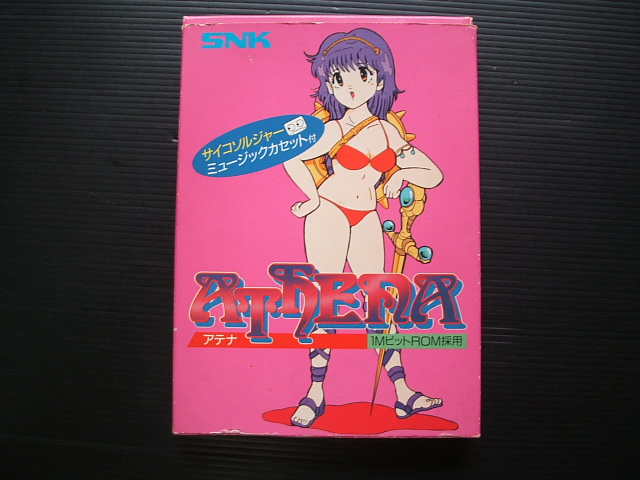 SNK
サイコソルジャー
ミュージックカセット付
ATHENA
アテナ
1MビットROM採用